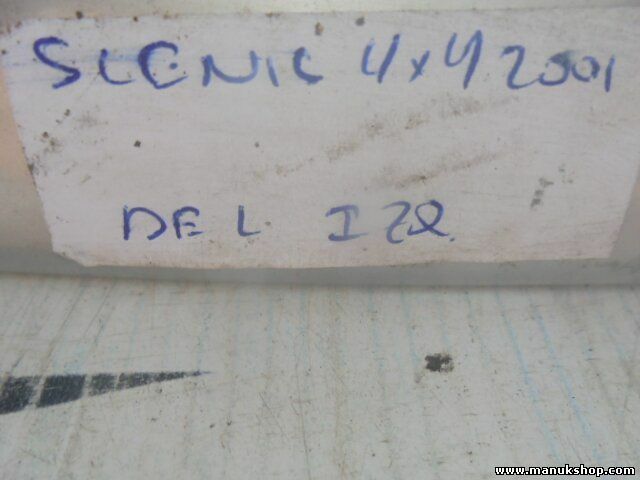 SCENIC 4x4 2001
DEL IZQ
www.manukshop.com